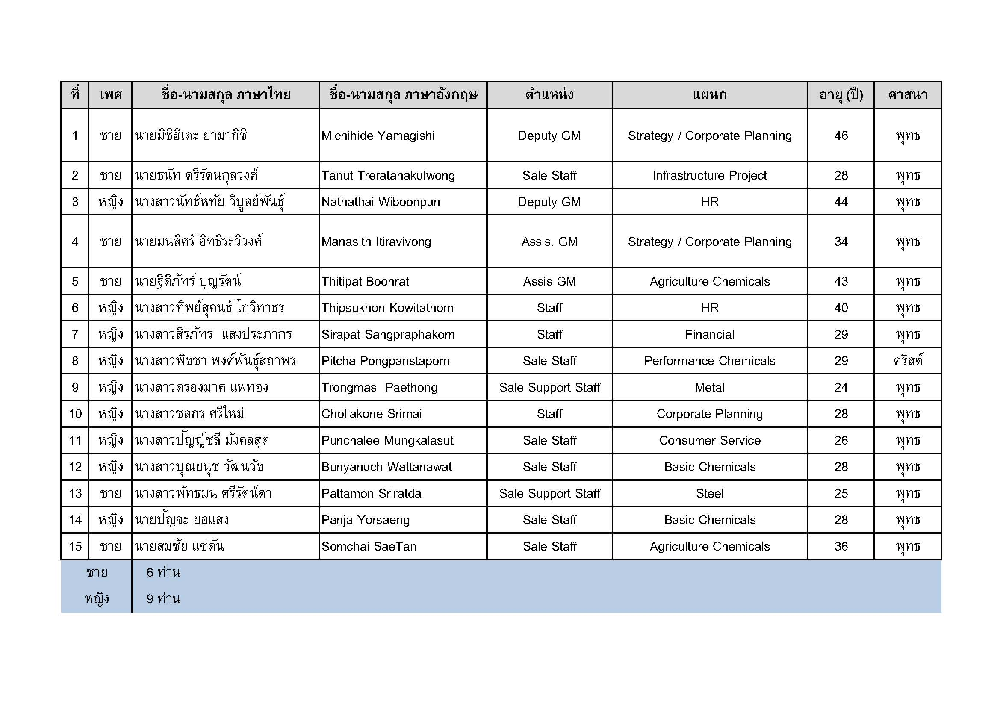 ที่ เพศ ชื่อ-นามสกุล ภาษาไทย ชื่อ-นามสกุล ภาษาอังกฤษ ตำแหน่ง แผนก อายุ (ปี) ศาสนา
1 ชาย นายมิชิฮิเดะ ยามากิชิ Michihide Yamagishi Deputy GM Strategy / Corporate Planning 46 พุทธ
2 ชาย นายธนัท ตรีรัตนกุลวงศ์ Tanut Treratanakulwong Sale Staff Infrastructure Project 28 พุทธ
3 หญิง นางสาวนัทธ์หทัย วิบูลย์พันธุ์ Nathathai Wiboonpun Deputy GM HR 44 พุทธ
4 ชาย นายมนสิศร์ อิทธิระวิวงศ์ Manasith Itiravivong Assis. GM Strategy / Corporate Planning 34 พุทธ
5 ชาย นายฐิติภัทร์ บุญรัตน์ Thitipat Boonrat Assis GM Agriculture Chemicals 43 พุทธ
6 หญิง นางสาวทิพย์สุคนธ์ โกวิทาธร Thipsukhon Kowitathorn Staff HR 40 พุทธ
7 หญิง นางสาวสิรภัทร แสงประภากร Sirapat Sangpraphakorn Staff Financial 29 พุทธ
8 หญิง นางสาวพิชชา พงศ์พันธุ์สถาพร Pitcha Pongpanstaporn Sale Staff Performance Chemicals 29 คริสต์
9 หญิง นางสาวตรองมาศ แพทอง Trongmas Paethong Sale Support Staff Metal 24 พุทธ
10 หญิง นางสาวชลกร ศรีใหม่ Chollakone Srimai Staff Corporate Planning 28 พุทธ
11 หญิง นางสาวปัญญ์ชลี มังคลสุต Punchalee Mungkalasut Sale Staff Consumer Service 26 พุทธ
12 หญิง นางสาวบุณยนุช วัฒนวัช Bunyanuch Wattanawat Sale Staff Basic Chemicals 28 พุทธ
13 ชาย นางสาวพัทธมน ศรีรัตน์ดา Pattamon Sriratda Sale Support Staff Steel 25 พุทธ
14 หญิง นายปัญจะ ยอแสง Panja Yorsaeng Sale Staff Basic Chemicals 28 พุทธ
15 ชาย นายสมชัย แซ่ตัน Somchai SaeTan Sale Staff Agriculture Chemicals 36 พุทธ
ชาย 6 ท่าน
หญิง 9 ท่าน